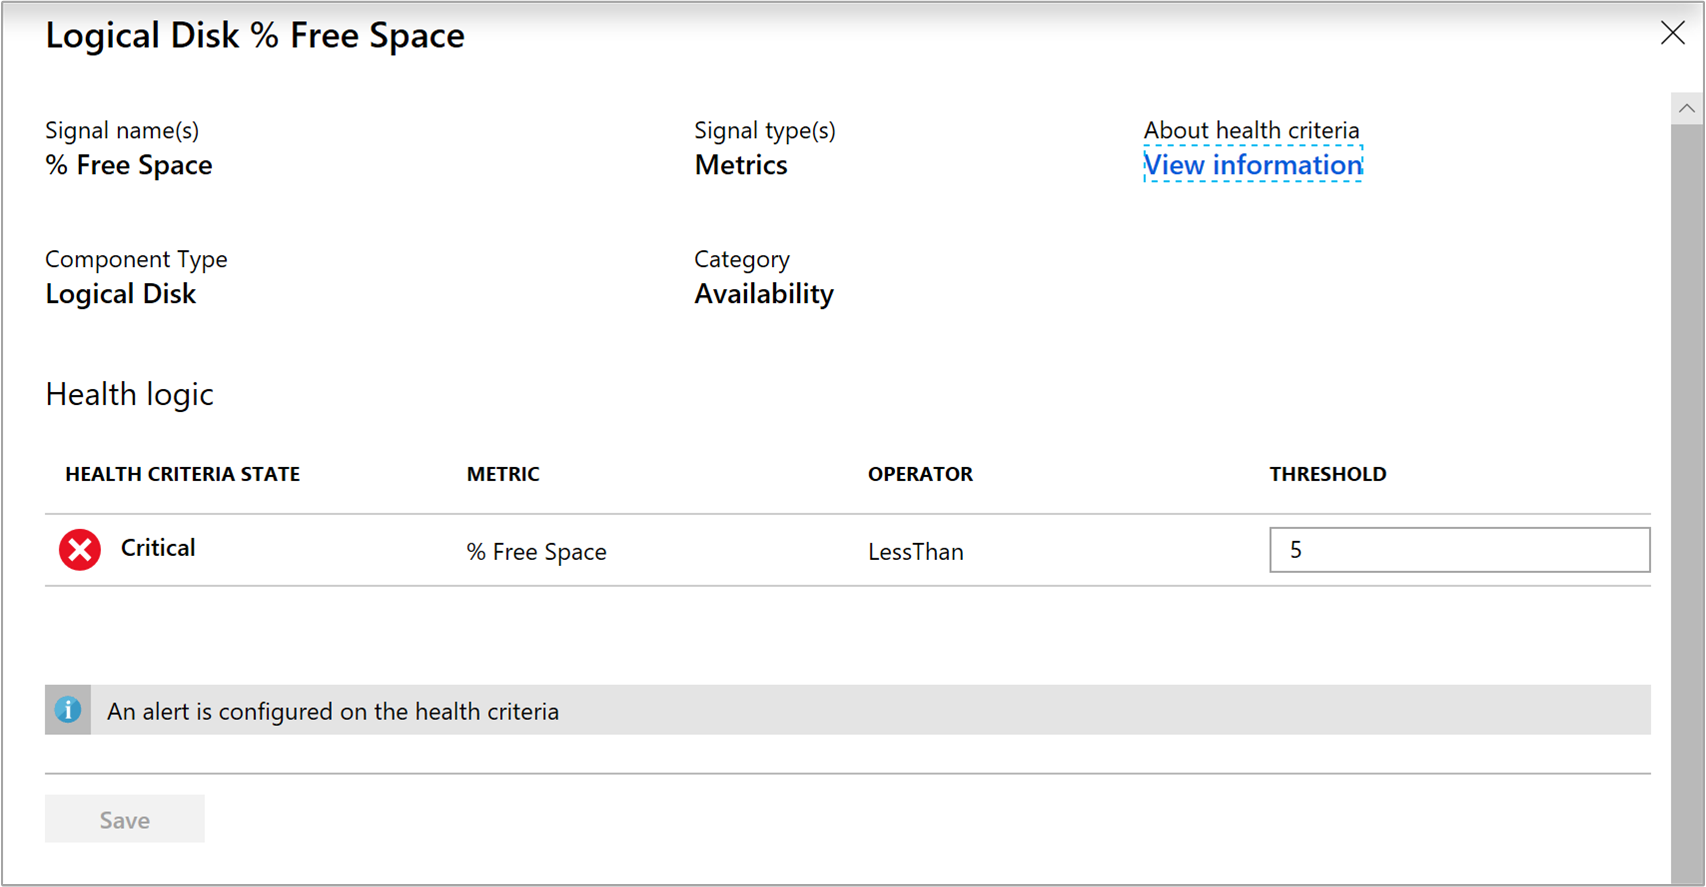 Logical Disk % Free Space
Signal name(s)
% Free Space
Signal type(s)
Metrics
About health criteria
View information
Component Type
Logical Disk
Category
Availability
Health logic
HEALTH CRITERIA STATE METRIC OPERATOR THRESHOLD
Critical % Free Space LessThan 5
An alert is configured on the health criteria
Save